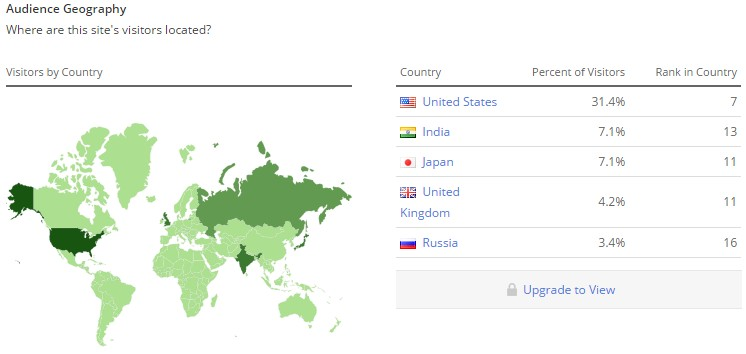 Audience Geography
Where are this site's visitors located?
Visitors by Country
Country Percent of Visitors Rank in Country
United States 31.4% 7
India 7.1% 13
Japan 7.1% 11
United
Kingdom 4.2% 11
Russia 3.4% 16
Upgrade to View